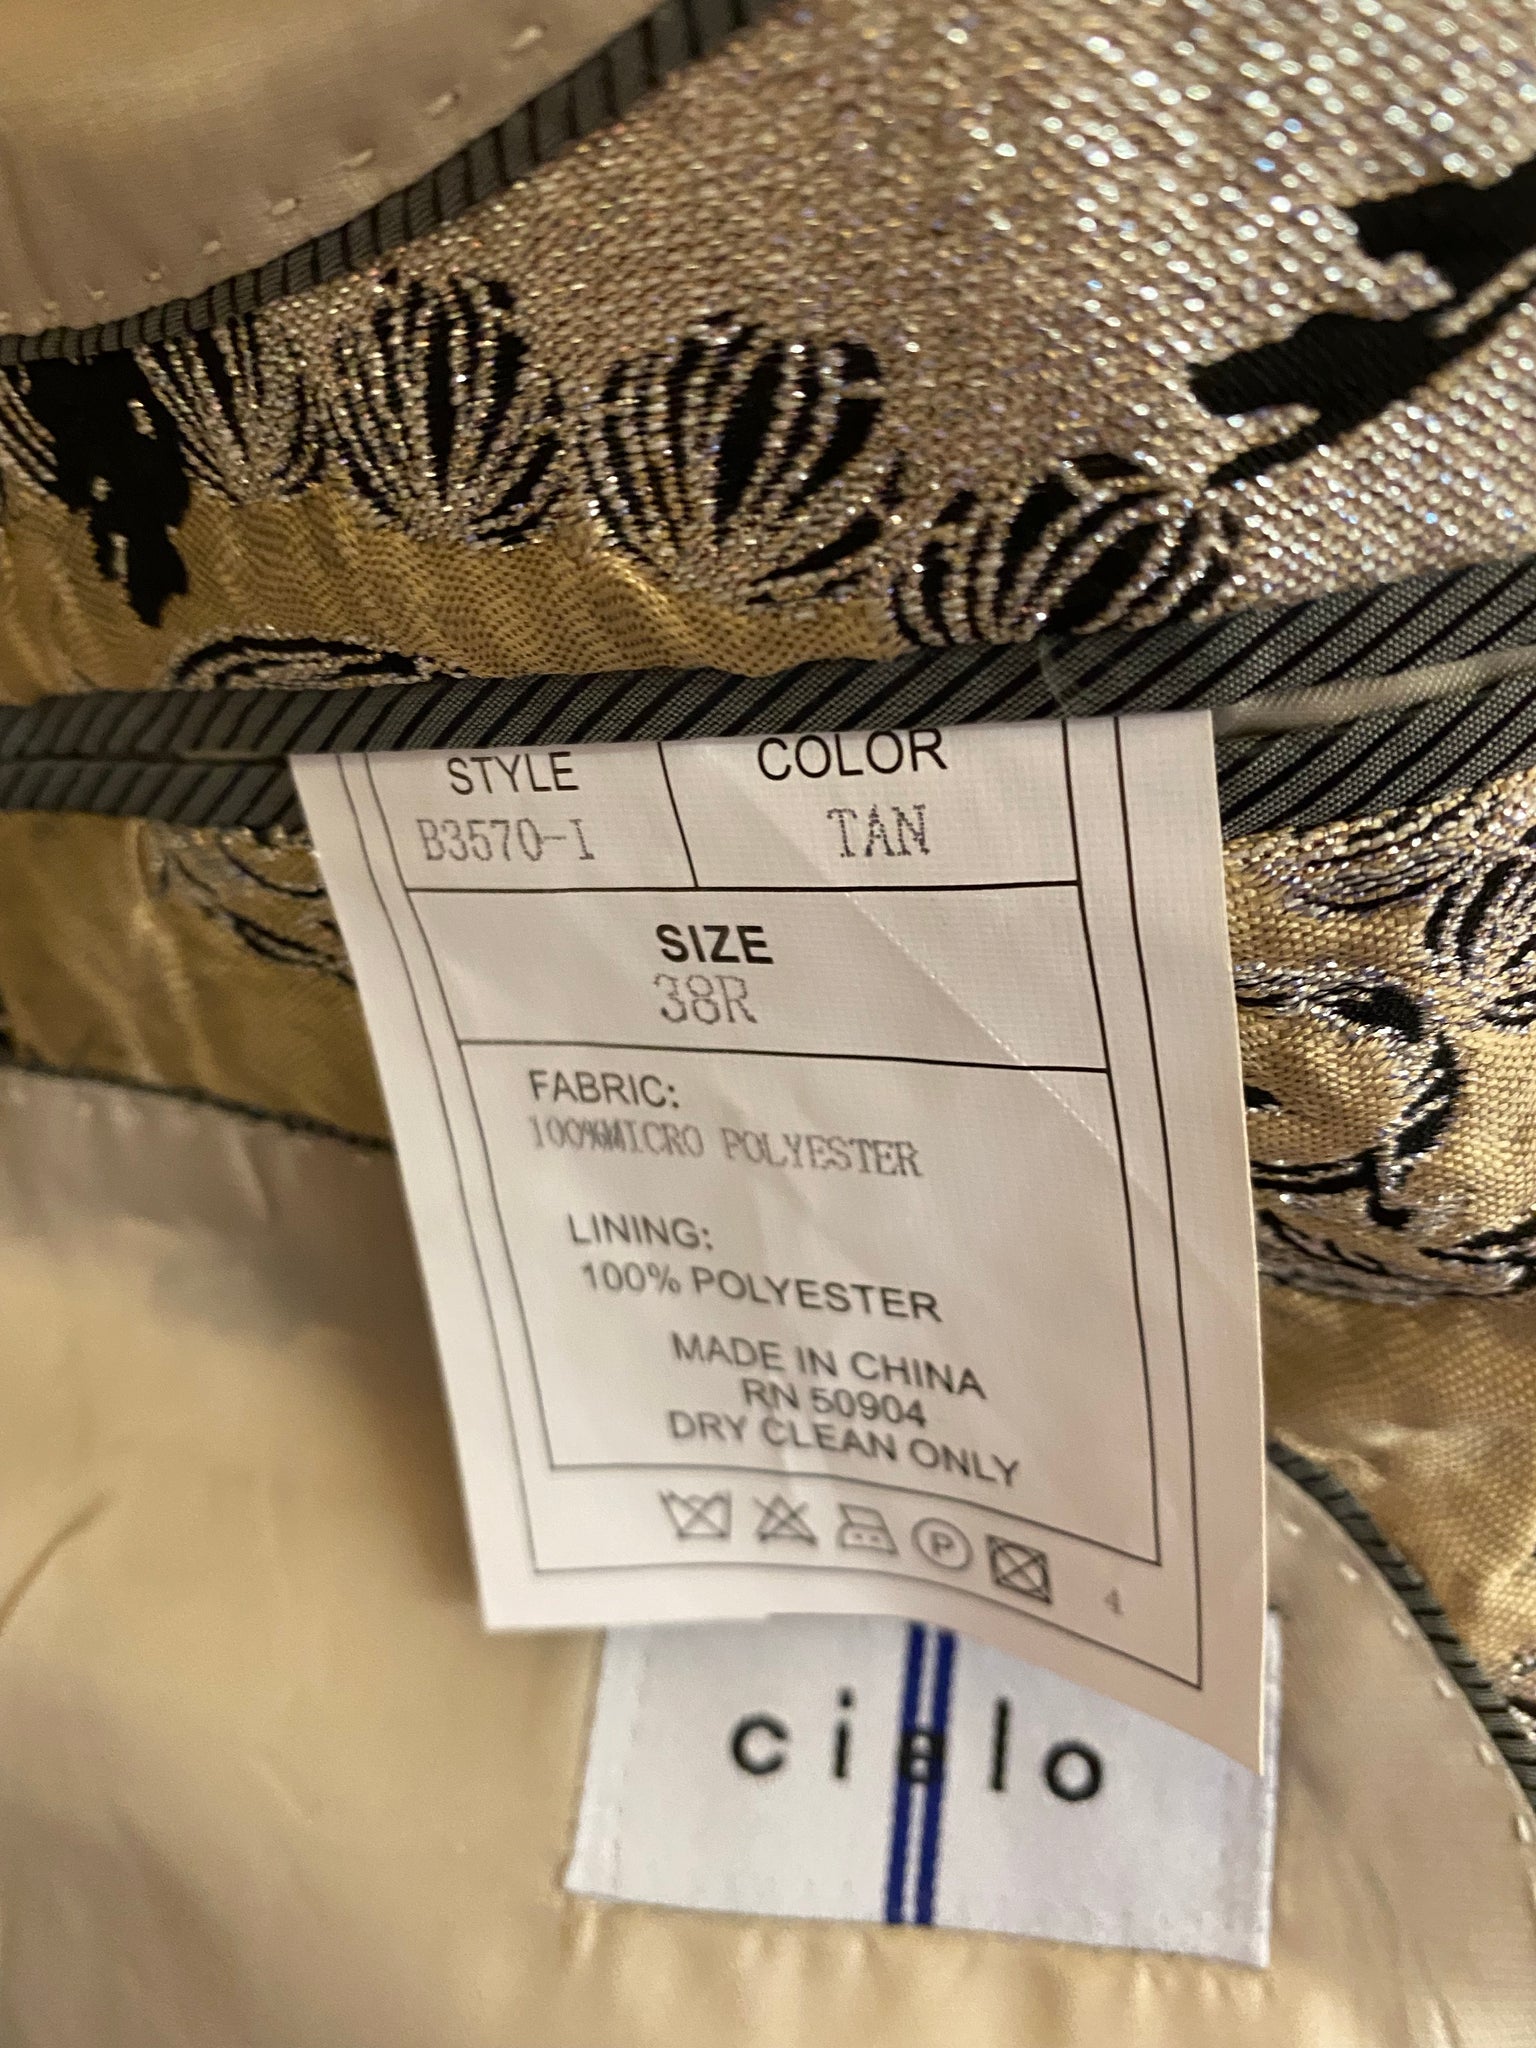 STYLE COLOR
B3570-I TAN
SIZE
38R
FABRIC:
100%MICRO POLYESTER
LINING:
100% POLYESTER
MADE IN CHINA
RN 50904
DRY CLEAN ONLY
P
4
cielo